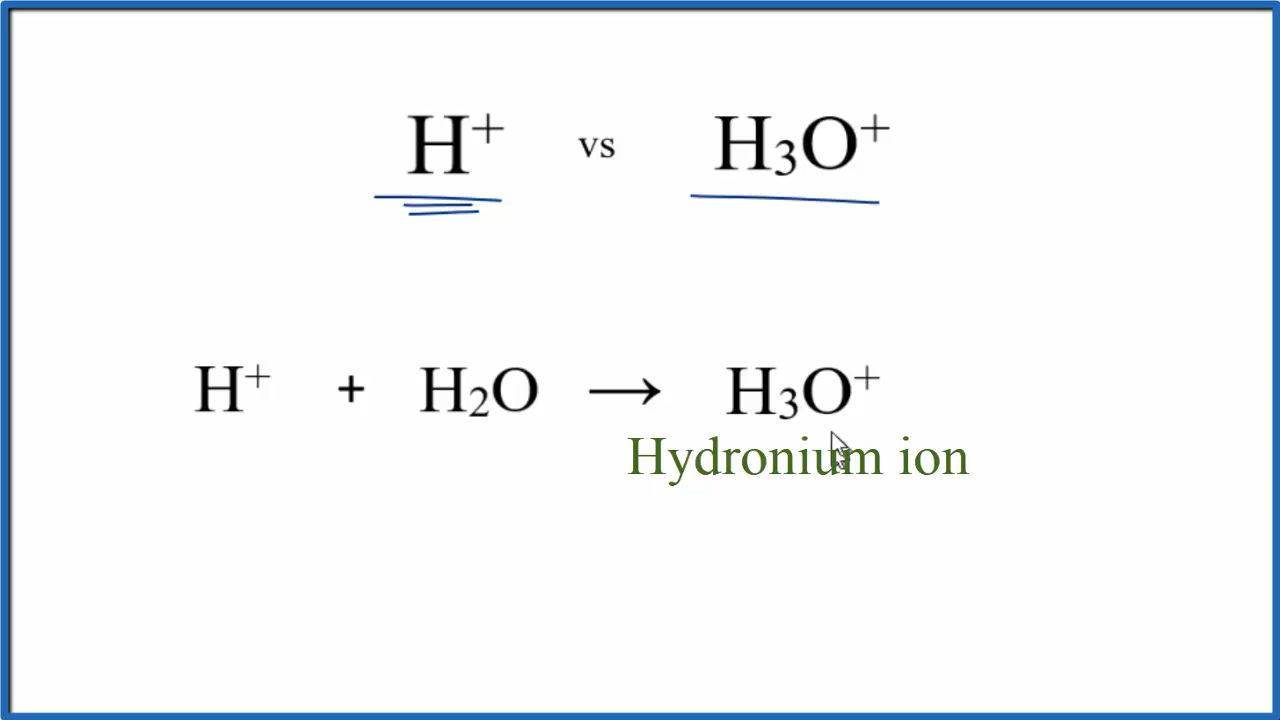 H⁺ vs H₃O⁺
H⁺ + H₂O → H₃O⁺
Hydronium ion